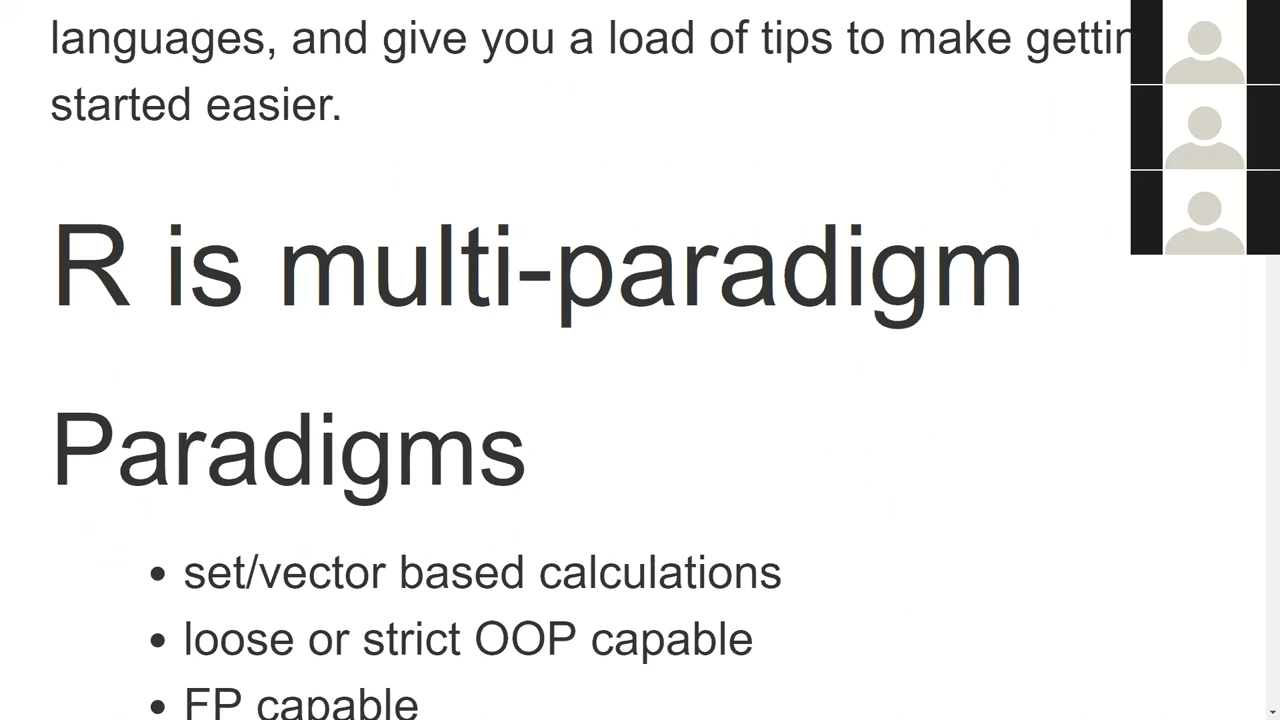 languages, and give you a load of tips to make
started easier.
R is multi-paradigm
Paradigms
• set/vector based calculations
• loose or strict OOP capable
• FP capable